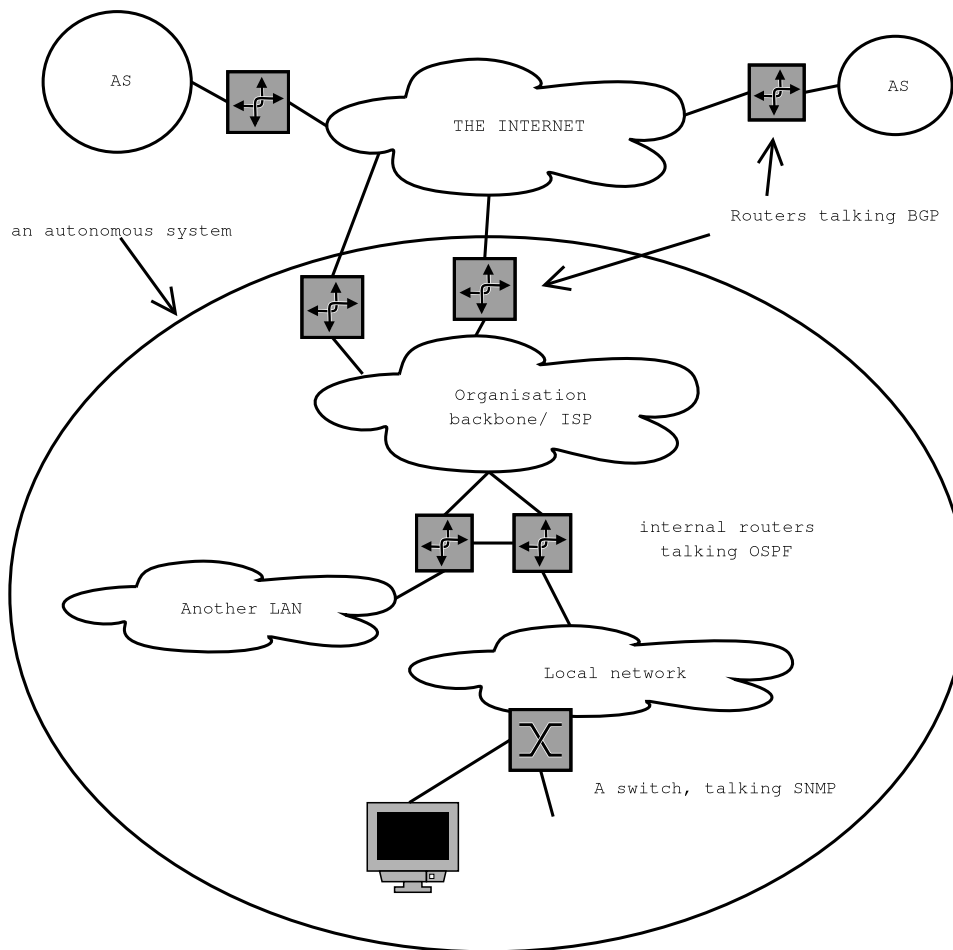 AS
AS
THE INTERNET
Routers talking BGP
an autonomous system
Organisation
backbone/ ISP
internal routers
talking OSPF
Another LAN
Local network
A switch, talking SNMP